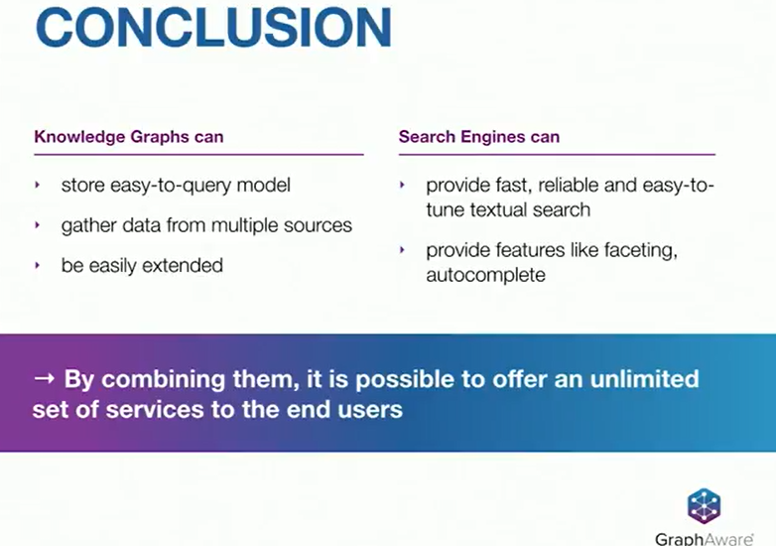 CONCLUSION
Knowledge Graphs can
store easy-to-query model
gather data from multiple sources
be easily extended
Search Engines can
provide fast, reliable and easy-to-
tune textual search
provide features like faceting,
autocomplete
→ By combining them, it is possible to offer an unlimited
set of services to the end users
GraphAware®